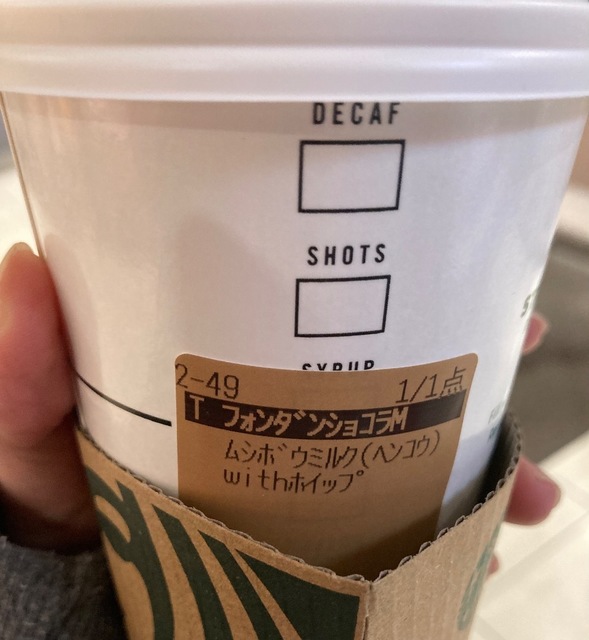 DECAF
SHOTS
SYRUP
2-49 1/1点
T フォンダンショコラM
ムシボウミルク(ヘンコウ)
withホイップ